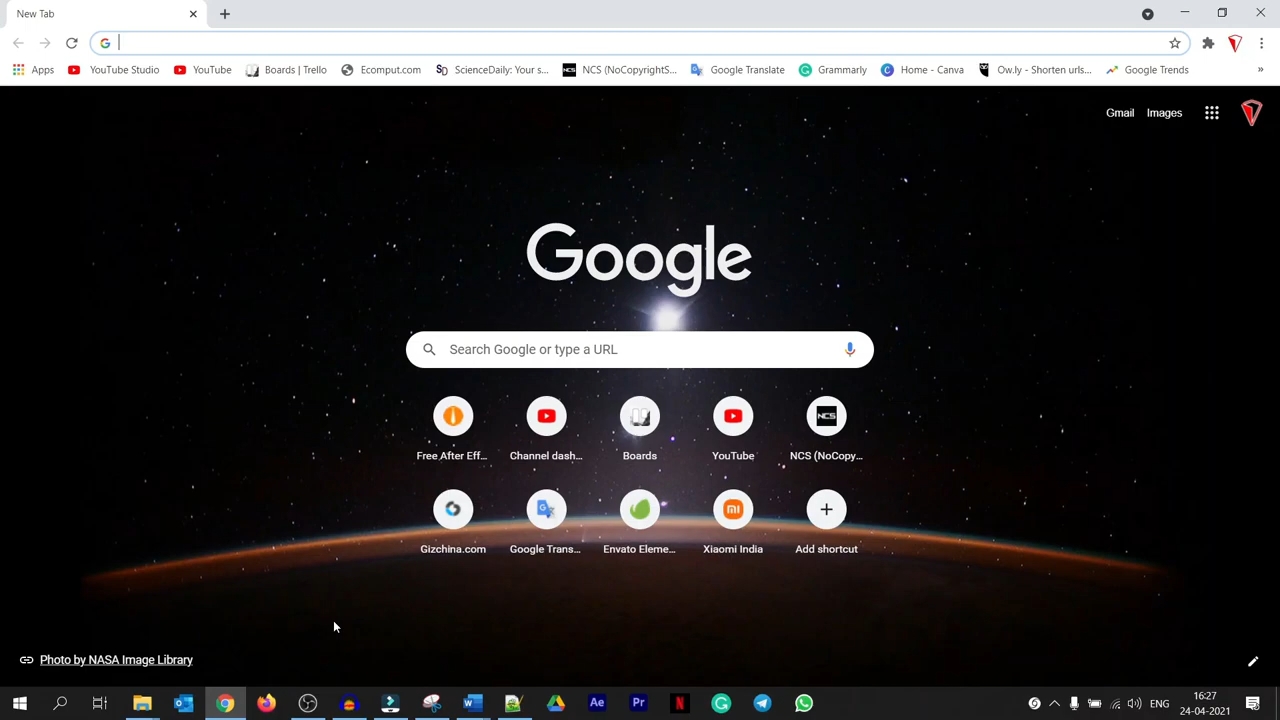 New Tab
Apps YouTube Studio YouTube Boards | Trello Ecomput.com ScienceDaily: Your s... NCS (NoCopyrightS... Google Translate Grammarly Home - Canva Ow.ly - Shorten urls... Google Trends »
Gmail Images
Google
Search Google or type a URL
Free After Eff... Channel dash... Boards YouTube NCS (NoCopy...
Gizchina.com Google Trans... Envato Eleme... Xiaomi India Add shortcut
Photo by NASA Image Library
ENG 16:27
24-04-2021